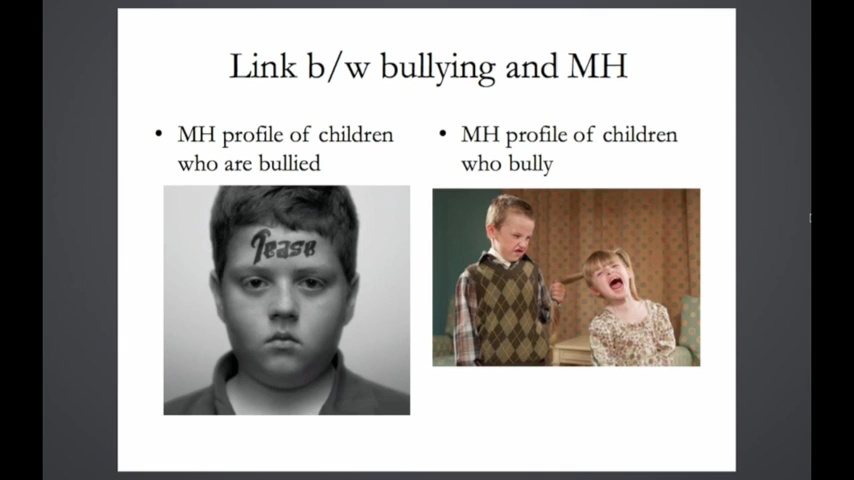 Link b/w bullying and MH
• MH profile of children
who are bullied
• MH profile of children
who bully
Tease